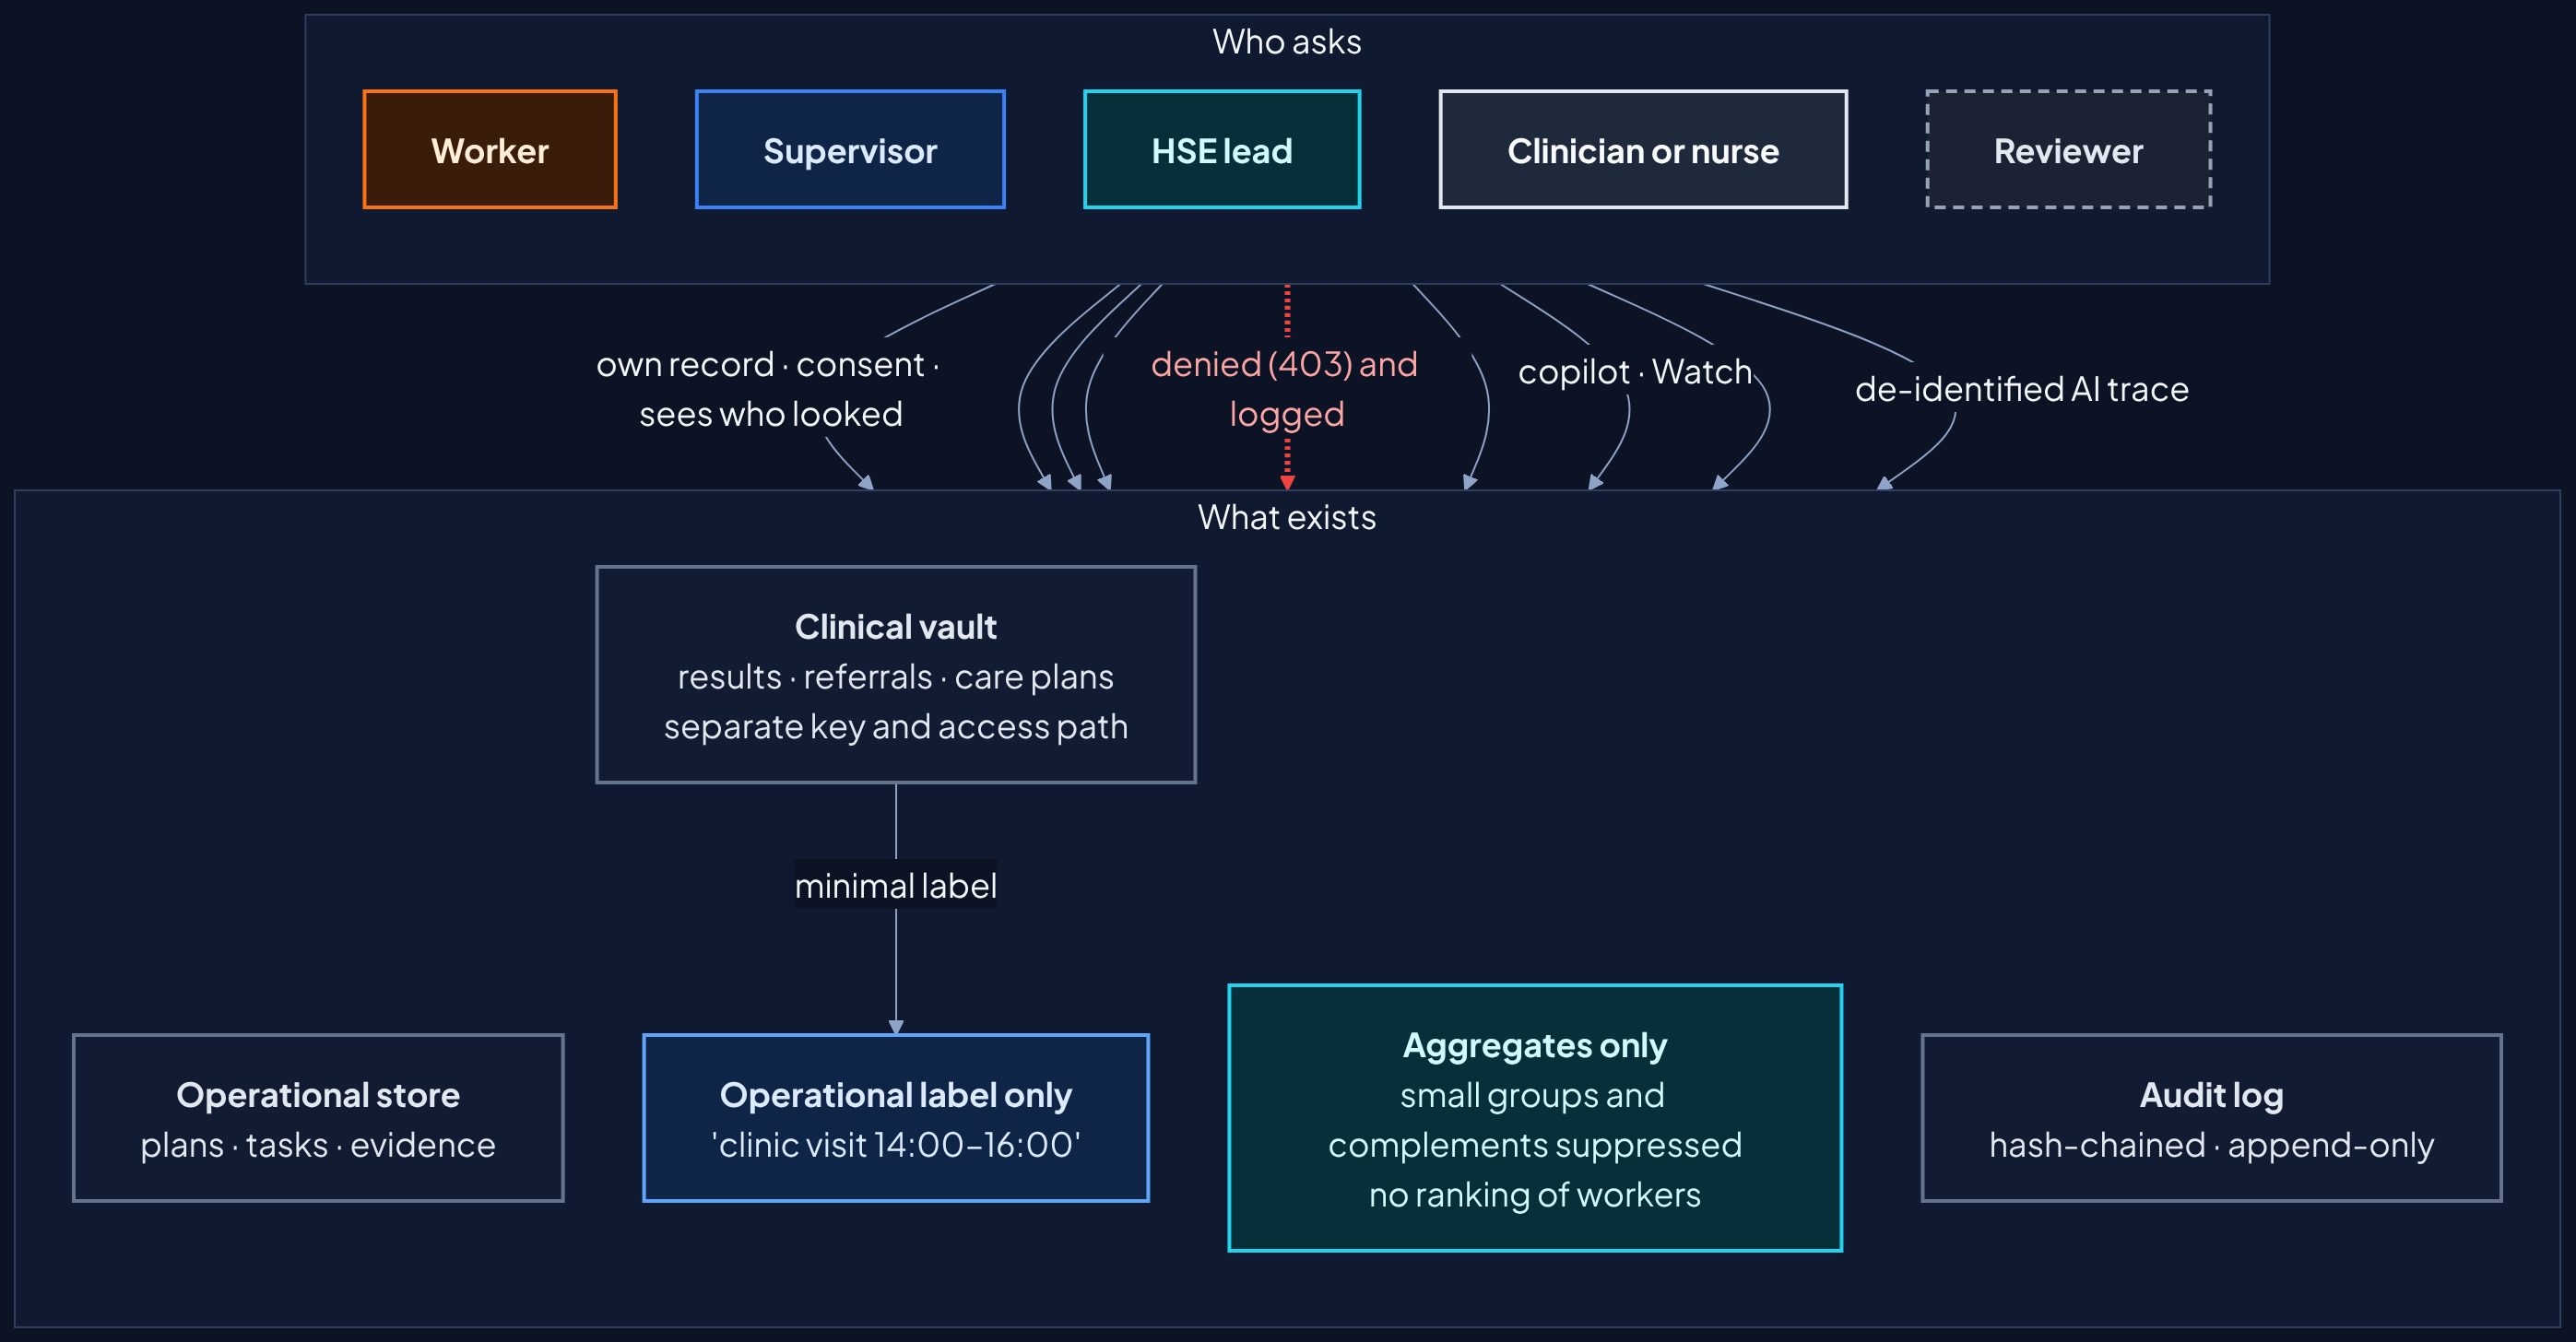 Who asks
Worker
Supervisor
HSE lead
Clinician or nurse
Reviewer
own record · consent ·
sees who looked
denied (403) and
logged
copilot · Watch
de-identified AI trace
What exists
Clinical vault
results · referrals · care plans
separate key and access path
minimal label
Operational store
plans · tasks · evidence
Operational label only
'clinic visit 14:00–16:00'
Aggregates only
small groups and
complements suppressed
no ranking of workers
Audit log
hash-chained · append-only